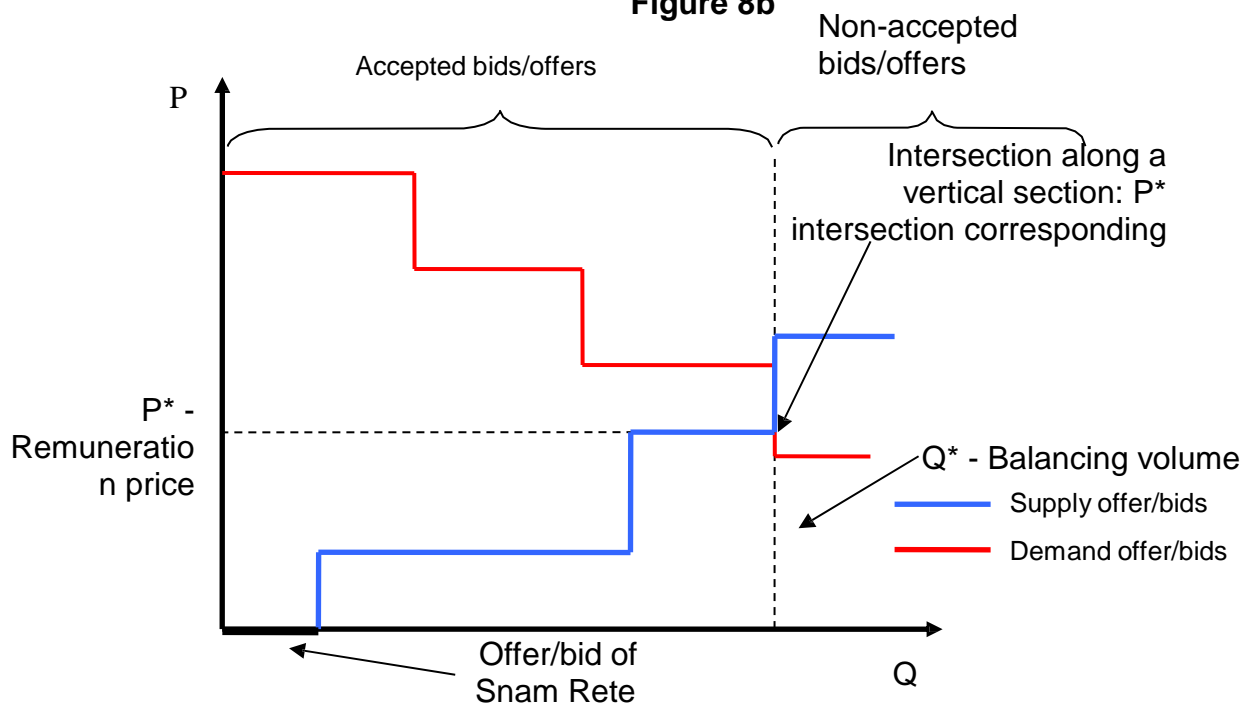 Figure 8b
Non-accepted
bids/offers
Accepted bids/offers
P
Intersection along a
vertical section: P*
intersection corresponding
P* -
Remuneratio
n price
Q* - Balancing volume
Supply offer/bids
Demand offer/bids
Offer/bid of
Snam Rete
Q